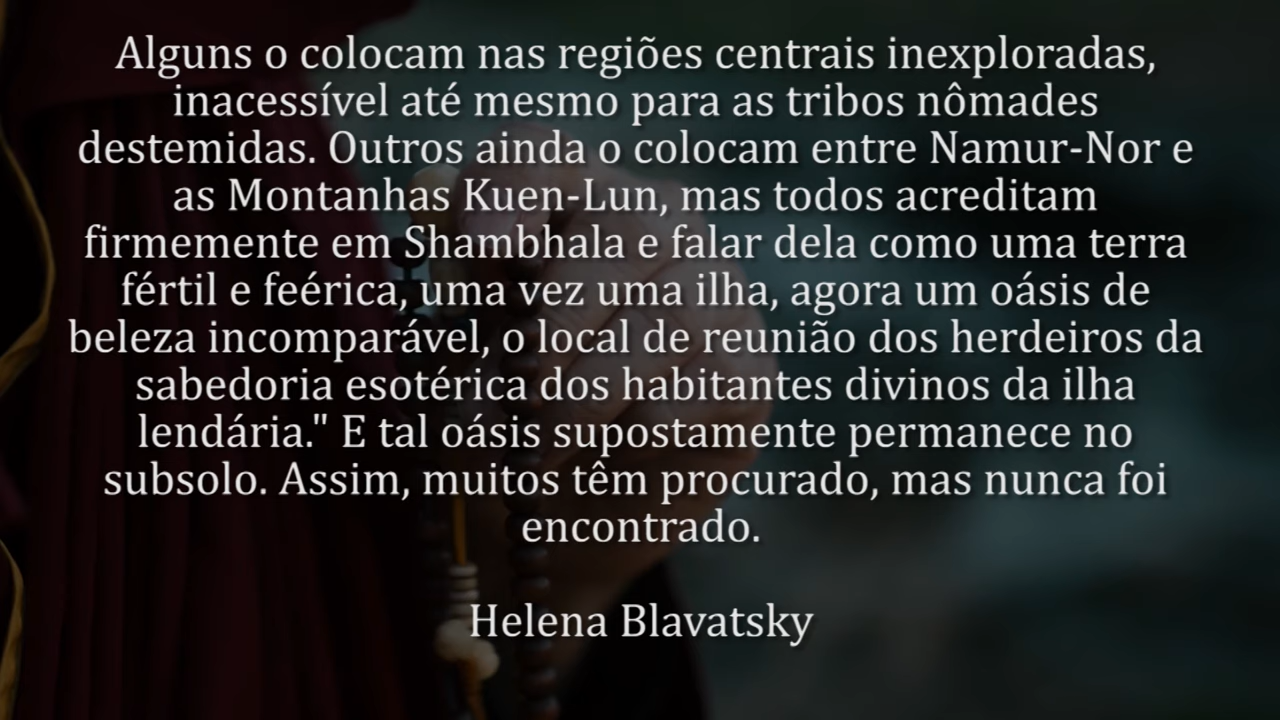 Alguns o colocam nas regiões centrais inexploradas,
inacessível até mesmo para as tribos nômades
destemidas. Outros ainda o colocam entre Namur-Nor e
as Montanhas Kuen-Lun, mas todos acreditam
firmemente em Shambhala e falar dela como uma terra
fértil e feérica, uma vez uma ilha, agora um oásis de
beleza incomparável, o local de reunião dos herdeiros da
sabedoria esotérica dos habitantes divinos da ilha
lendária." E tal oásis supostamente permanece no
subsolo. Assim, muitos têm procurado, mas nunca foi
encontrado.
Helena Blavatsky